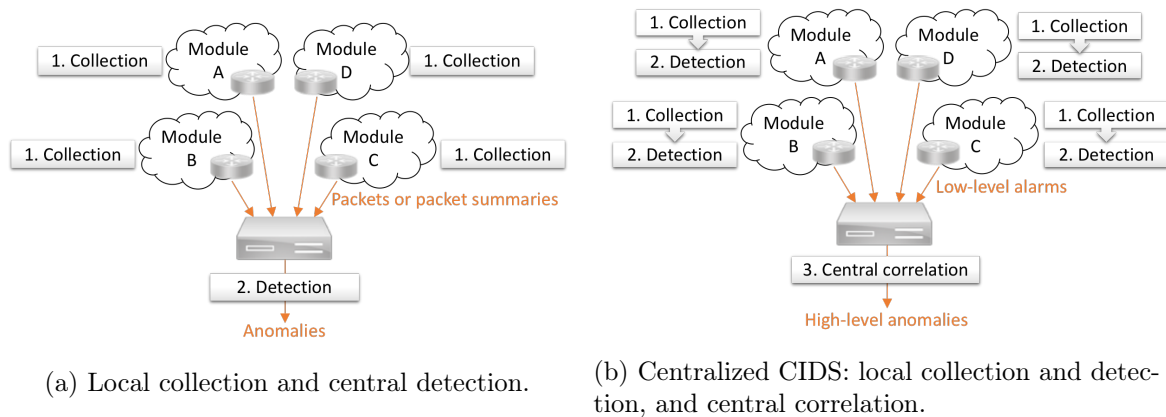 1. Collection
Module
A
Module
D
1. Collection
1. Collection
Module
B
Module
C
1. Collection
Packets or packet summaries
2. Detection
Anomalies
(a) Local collection and central detection.
1. Collection
2. Detection
Module
A
Module
D
1. Collection
2. Detection
1. Collection
2. Detection
Module
B
Module
C
1. Collection
2. Detection
Low-level alarms
3. Central correlation
High-level anomalies
(b) Centralized CIDS: local collection and detec-
tion, and central correlation.